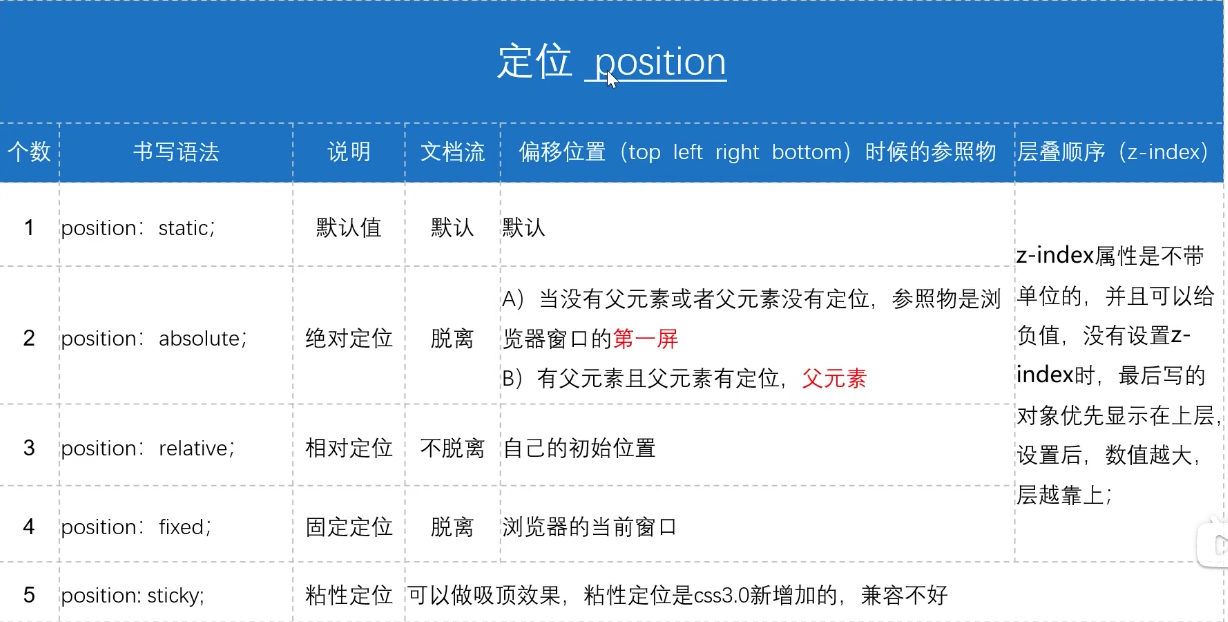 定位 position
个数 书写语法 说明 文档流 偏移位置（top left right bottom）时候的参照物 层叠顺序（z-index）
1 position：static； 默认值 默认 默认
2 position：absolute； 绝对定位 脱离
A）当没有父元素或者父元素没有定位，参照物是浏
览器窗口的第一屏
B）有父元素且父元素有定位，父元素
3 position：relative； 相对定位 不脱离 自己的初始位置
4 position：fixed； 固定定位 脱离 浏览器的当前窗口
z-index属性是不带
单位的，并且可以给
负值，没有设置z-
index时，最后写的
对象优先显示在上层，
设置后，数值越大，
层越靠上；
5 position: sticky; 粘性定位 可以做吸顶效果，粘性定位是css3.0新增加的，兼容不好